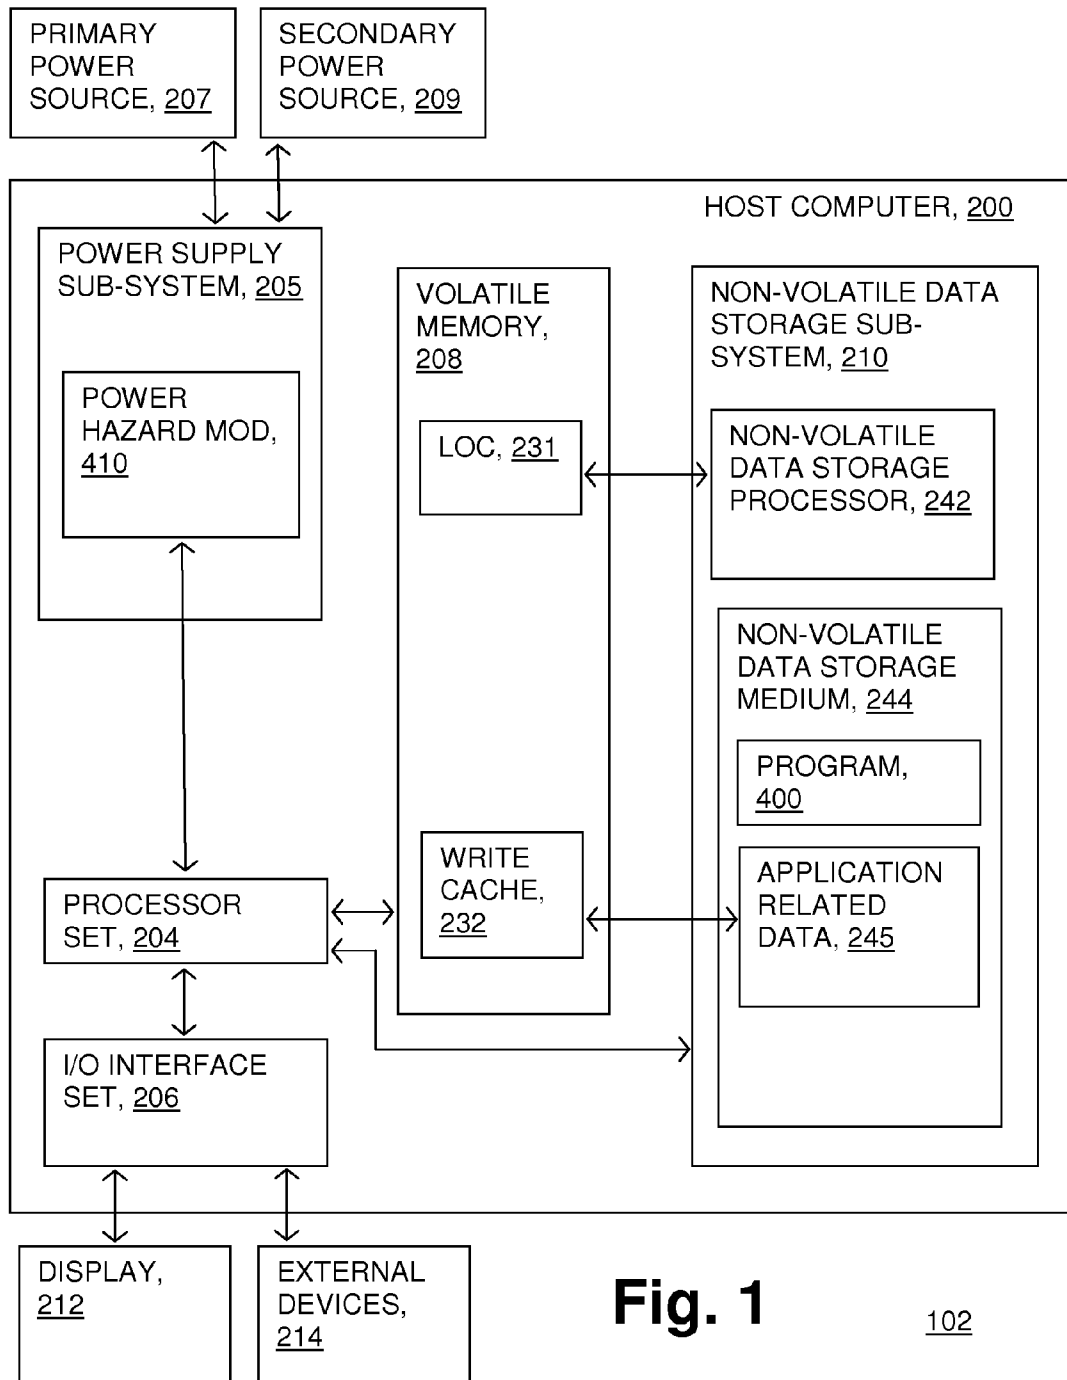 PRIMARY
POWER
SOURCE, 207
SECONDARY
POWER
SOURCE, 209
HOST COMPUTER, 200
POWER SUPPLY
SUB-SYSTEM, 205
POWER
HAZARD MOD,
410
VOLATILE
MEMORY,
208
LOC, 231
NON-VOLATILE DATA
STORAGE SUB-
SYSTEM, 210
NON-VOLATILE
DATA STORAGE
PROCESSOR, 242
NON-VOLATILE
DATA STORAGE
MEDIUM, 244
PROGRAM,
400
WRITE
CACHE,
232
APPLICATION
RELATED
DATA, 245
PROCESSOR
SET, 204
I/O INTERFACE
SET, 206
DISPLAY,
212
EXTERNAL
DEVICES,
214
Fig. 1
102